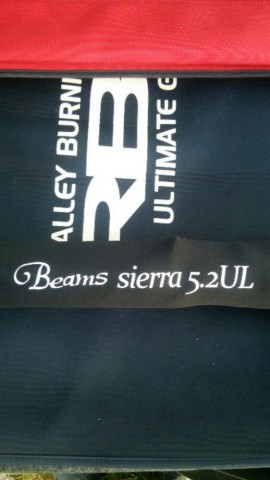 ALLEY BURNI
RB
ULTIMATE G
Beams sierra 5.2UL